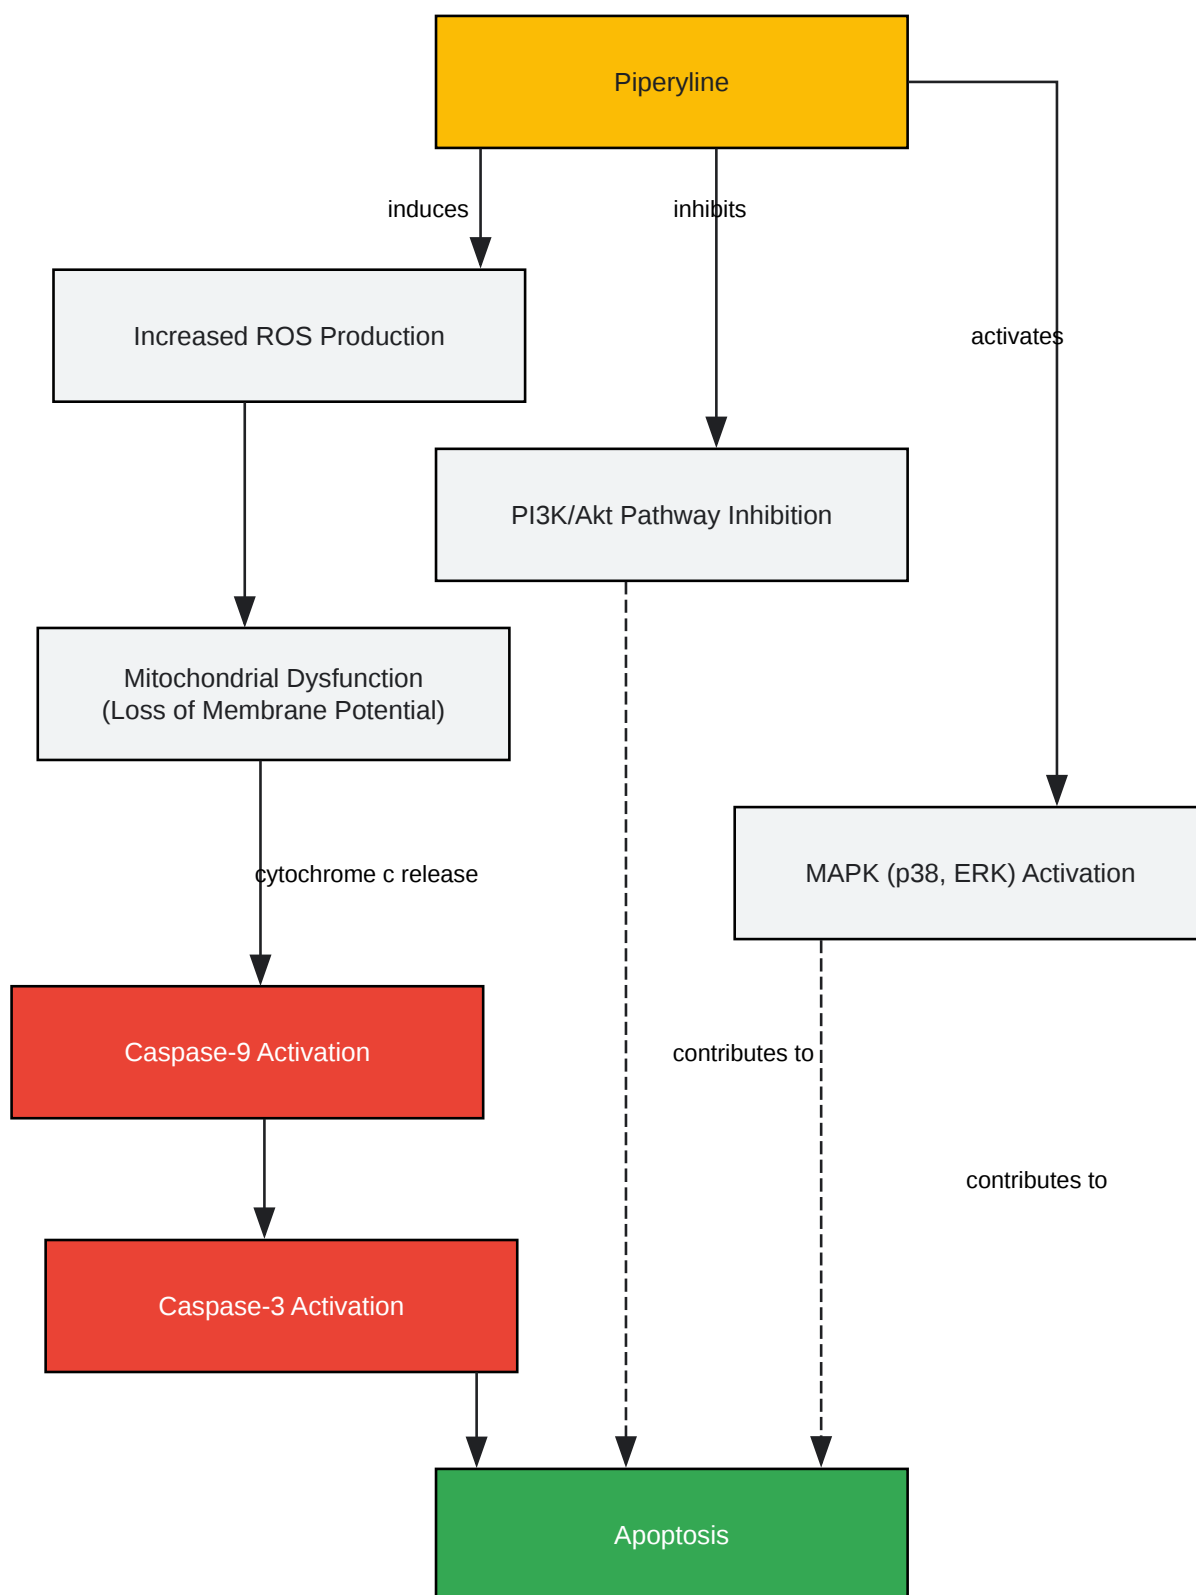 Piperyline
induces
inhibits
Increased ROS Production
activates
PI3K/Akt Pathway Inhibition
Mitochondrial Dysfunction
(Loss of Membrane Potential)
cytochrome c release
MAPK (p38, ERK) Activation
Caspase-9 Activation
contributes to
contributes to
Caspase-3 Activation
Apoptosis